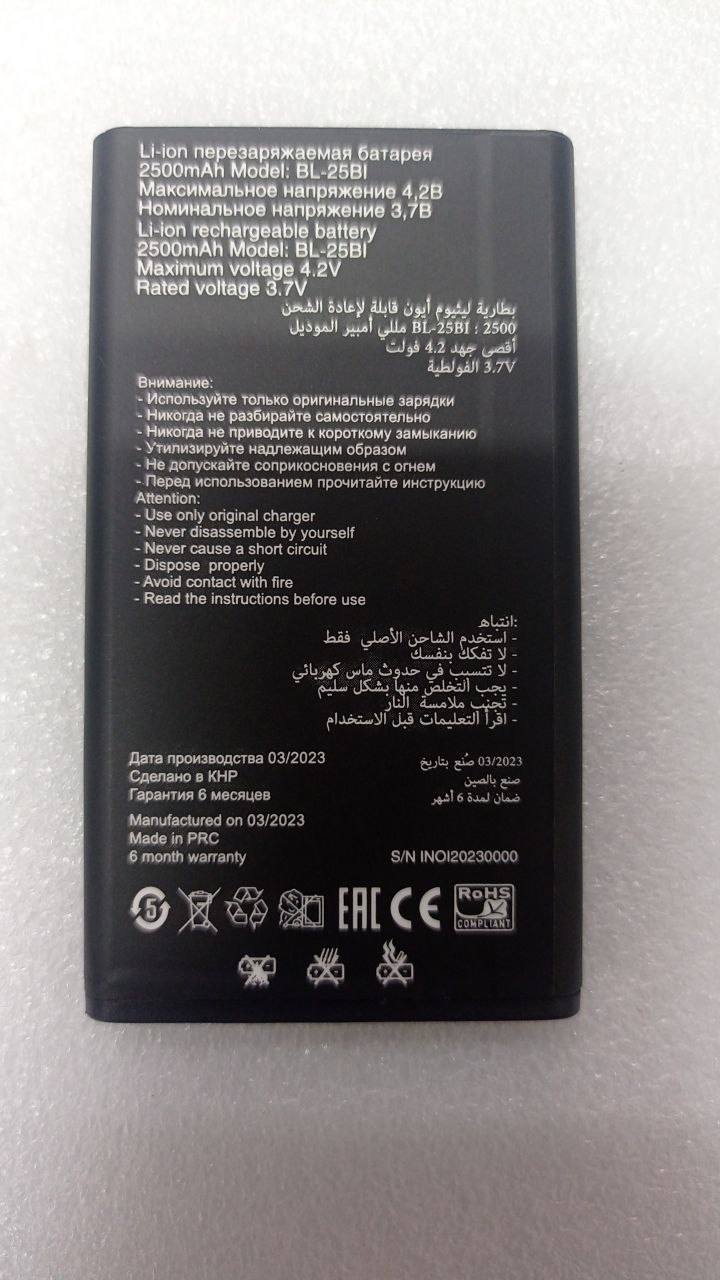 Li-ion перезаряжаемая батарея
2500mAh Model: BL-25BI
Максимальное напряжение 4,2В
Номинальное напряжение 3,7В
Li-ion rechargeable battery
2500mAh Model: BL-25BI
Maximum voltage 4.2V
Rated voltage 3.7V
بطارية ليثيوم أيون قابلة لإعادة الشحن
2500 : BL-25BI مللي أمبير الموديل
أقصى جهد 4.2 فولت
3.7V الفولطية
Внимание:
- Используйте только оригинальные зарядки
- Никогда не разбирайте самостоятельно
- Никогда не приводите к короткому замыканию
- Утилизируйте надлежащим образом
- Не допускайте соприкосновения с огнем
- Перед использованием прочитайте инструкцию
Attention:
- Use only original charger
- Never disassemble by yourself
- Never cause a short circuit
- Dispose properly
- Avoid contact with fire
- Read the instructions before use
انتباه:
- استخدم الشاحن الأصلي فقط
- لا تفكك بنفسك
- لا تتسبب في حدوث ماس كهربائي
- يجب التخلص منها بشكل سليم
- تجنب ملامسة النار
- اقرأ التعليمات قبل الاستخدام
Дата производства 03/2023
Сделано в КНР
Гарантия 6 месяцев
03/2023 صُنع بتاريخ
صنع بالصين
ضمان لمدة 6 أشهر
Manufactured on 03/2023
Made in PRC
6 month warranty
S/N INOI20230000
5
EAC CE RoHS
COMPLIANT